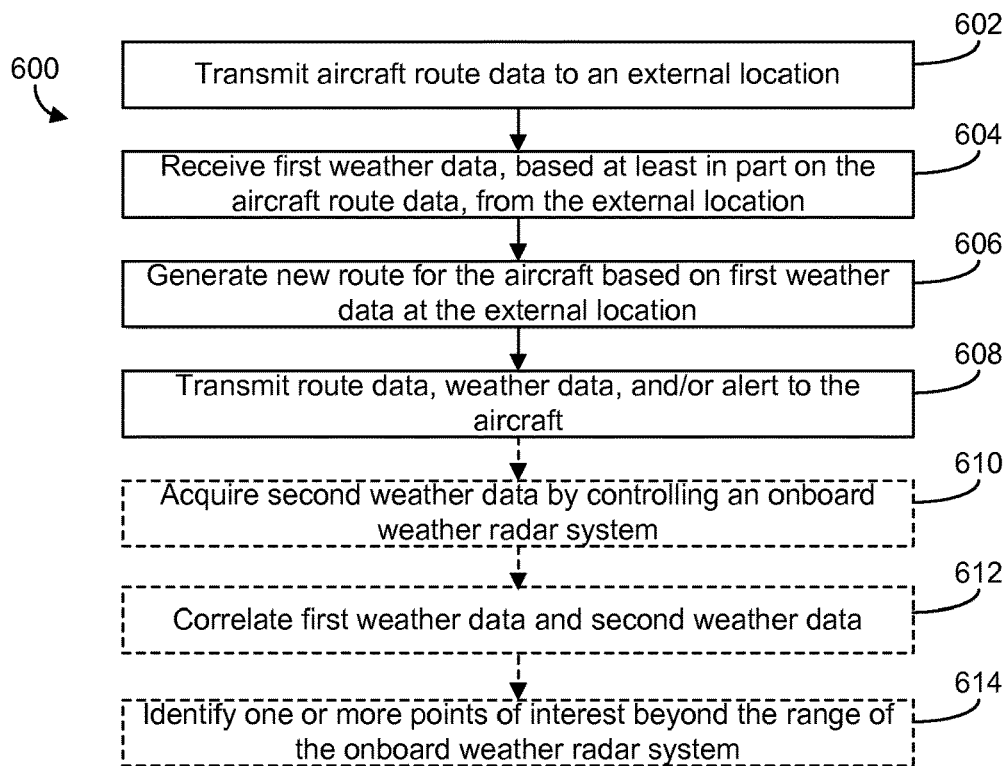 600
602
Transmit aircraft route data to an external location
604
Receive first weather data, based at least in part on the
aircraft route data, from the external location
606
Generate new route for the aircraft based on first weather
data at the external location
608
Transmit route data, weather data, and/or alert to the
aircraft
610
Acquire second weather data by controlling an onboard
weather radar system
612
Correlate first weather data and second weather data
614
Identify one or more points of interest beyond the range of
the onboard weather radar system